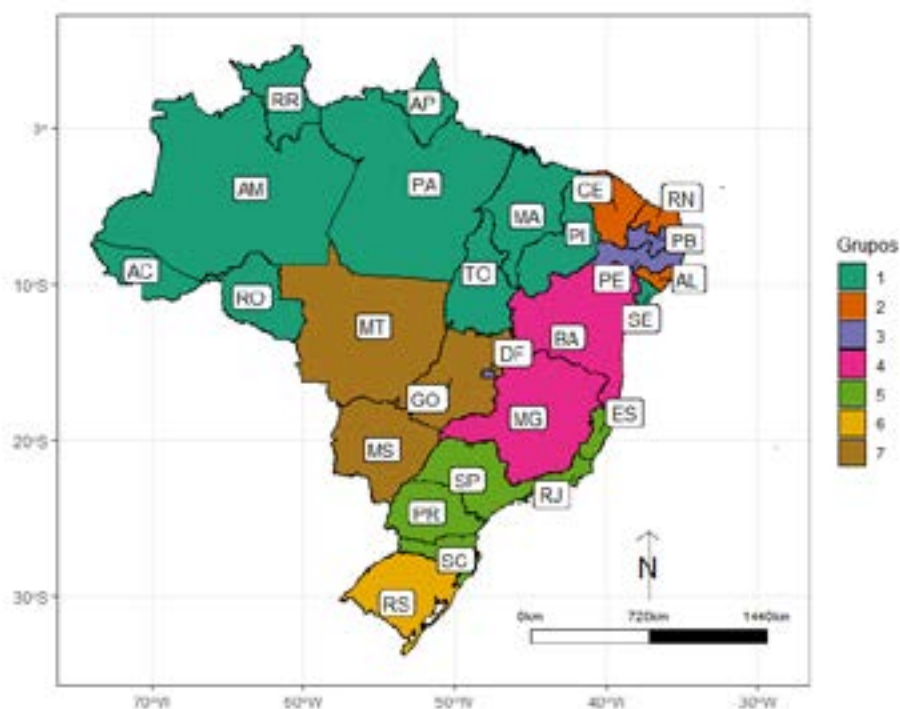 RR
AP
AM
PA
CE
RN
MA
PI
PB
AC
RO
TO
PE
AL
SE
MT
BA
DF
GO
MG
ES
MS
SP
RJ
PR
SC
RS
3°
10°S
20°S
30°S
70°W
60°W
50°W
40°W
30°W
N
0km 720km 1440km
Grupos
1
2
3
4
5
6
7